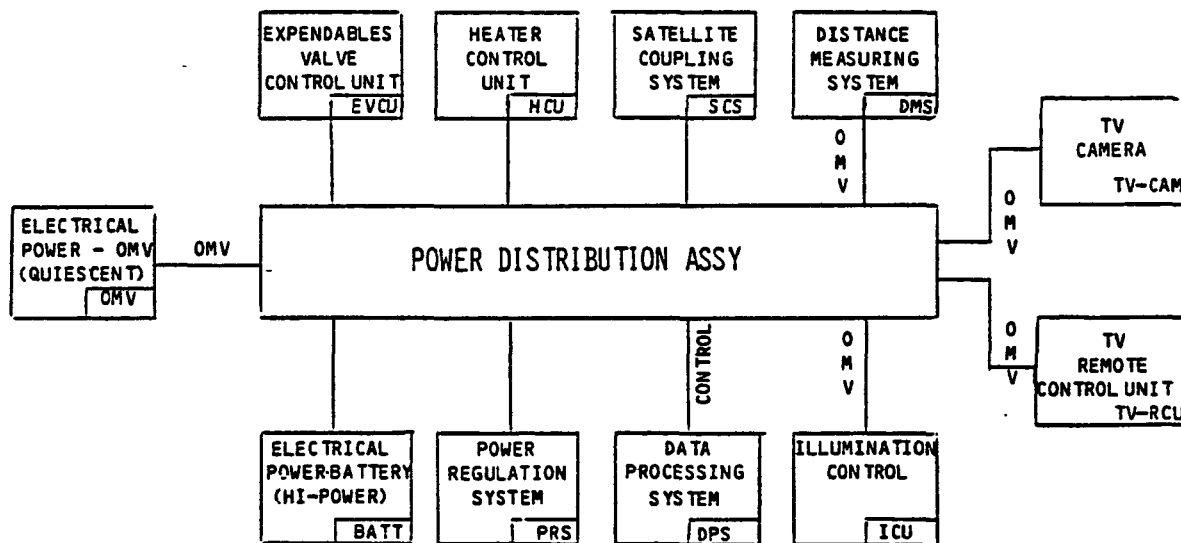 EXPENDABLES
VALVE
CONTROL UNIT
EVCU
HEATER
CONTROL
UNIT
HCU
SATELLITE
COUPLING
SYSTEM
SCS
DISTANCE
MEASURING
SYSTEM
DMS
OMV
TV
CAMERA
TV-CAM
OMV
ELECTRICAL
POWER - OMV
(QUIESCENT)
OMV
OMV
POWER DISTRIBUTION ASSY
CONTROL
OMV
OMV
TV
REMOTE
CONTROL UNIT
TV-RCU
ELECTRICAL
POWER-BATTERY
(HI-POWER)
BATT
POWER
REGULATION
SYSTEM
PRS
DATA
PROCESSING
SYSTEM
DPS
ILLUMINATION
CONTROL
ICU